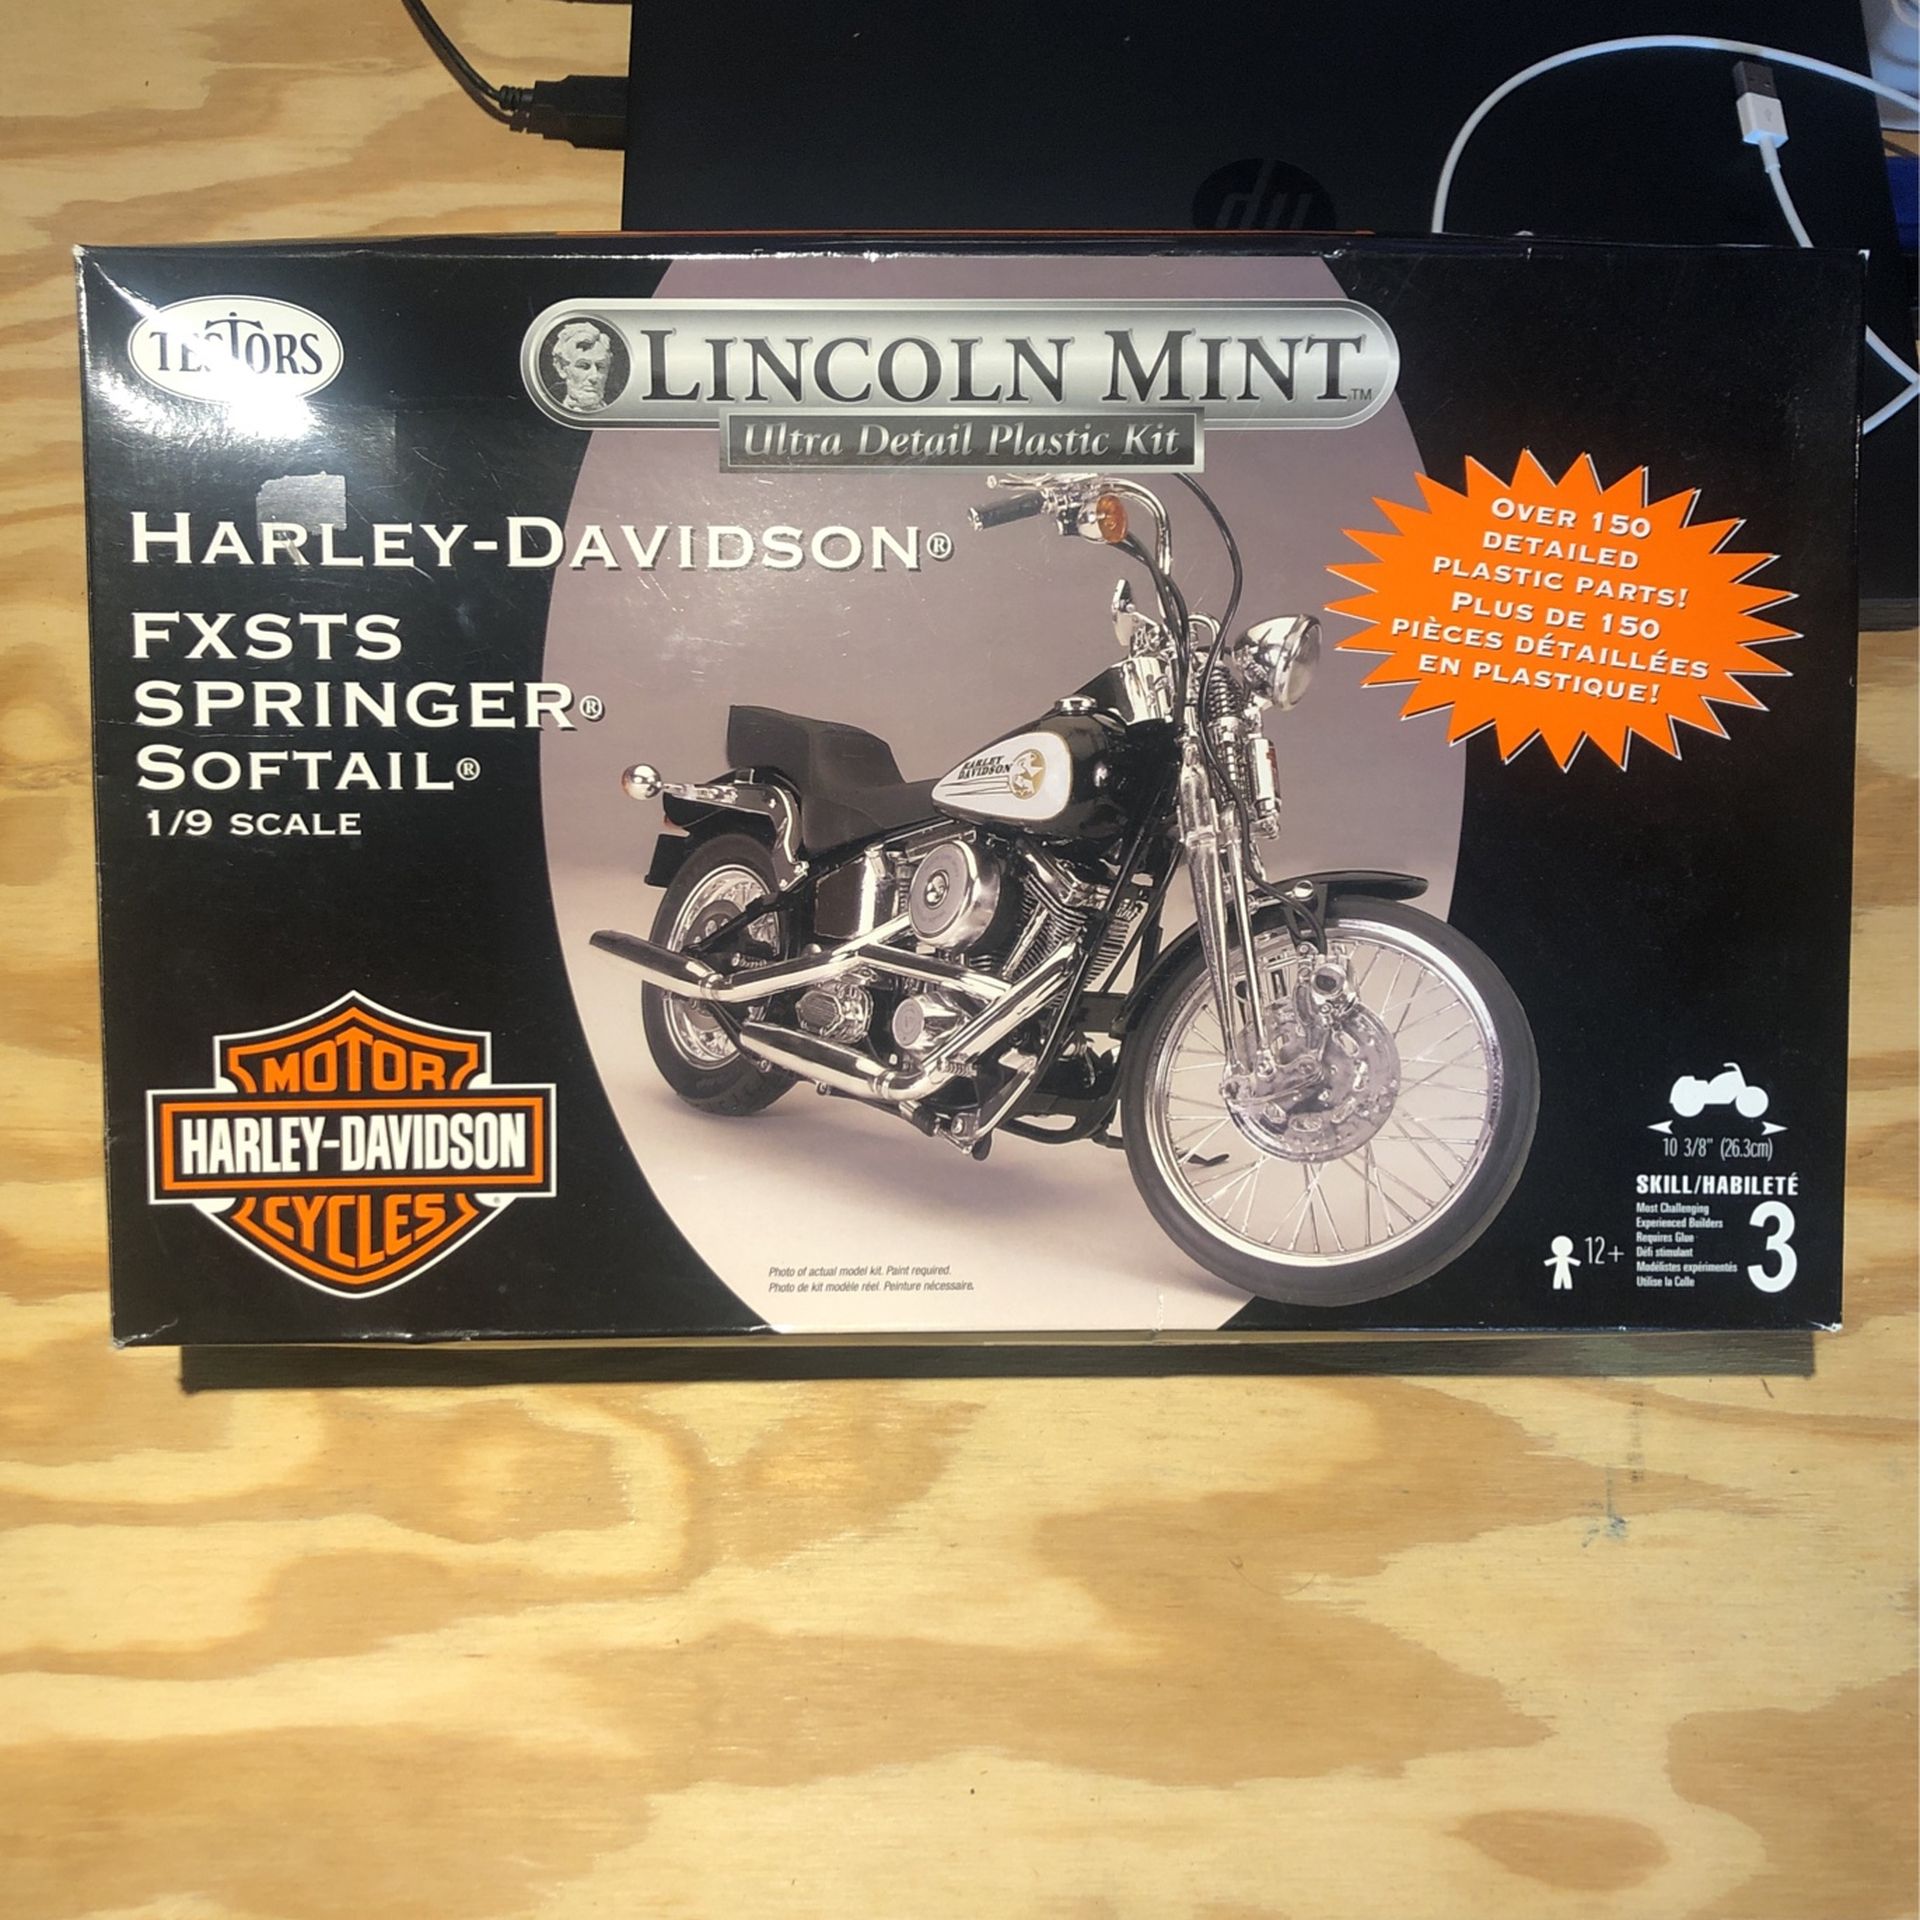 hp
TESTORS
LINCOLN MINT™
Ultra Detail Plastic Kit
HARLEY-DAVIDSON®
FXSTS
SPRINGER®
SOFTAIL®
1/9 SCALE
OVER 150
DETAILED
PLASTIC PARTS!
PLUS DE 150
PIÈCES DÉTAILLÉES
EN PLASTIQUE!
HARLEY
DAVIDSON
MOTOR
HARLEY-DAVIDSON
CYCLES
®
Photo of actual model kit. Paint required.
Photo de kit modèle réel. Peinture nécessaire.
10 3/8" (26.3cm)
SKILL/HABILETÉ
Most Challenging
Experienced Builders
Requires Glue
Défi stimulant
Modélistes expérimentés
Utilise la Colle
3
12+